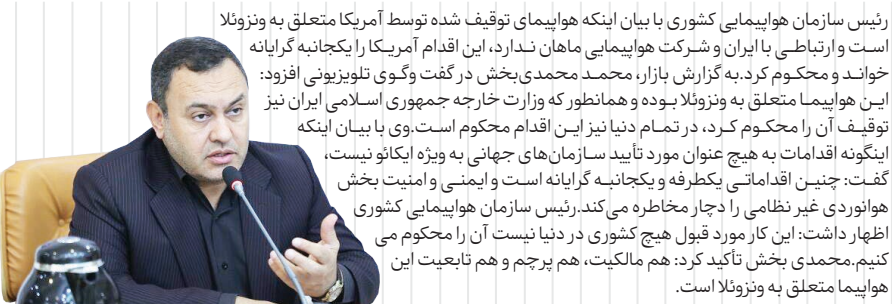 رئیس سازمان هواپیمایی کشوری با بیان اینکه هواپیمای توقیف شده توسط آمریکا متعلق به ونزوئلا
است و ارتباطی با ایران و شرکت هواپیمایی ماهان ندارد، این اقدام آمریکا را یکجانبه گرایانه
خواند و محکوم کرد.به گزارش بازار، محمد محمدی‌بخش در گفت وگوی تلویزیونی افزود:
این هواپیما متعلق به ونزوئلا بوده و همانطور که وزارت خارجه جمهوری اسلامی ایران نیز
توقیف آن را محکوم کرد، در تمام دنیا نیز این اقدام محکوم است.وی با بیان اینکه
اینگونه اقدامات به هیچ عنوان مورد تأیید سازمان‌های جهانی به ویژه ایکائو نیست،
گفت: چنین اقداماتی یکطرفه و یکجانبه گرایانه است و ایمنی و امنیت بخش
هوانوردی غیر نظامی را دچار مخاطره می‌کند.رئیس سازمان هواپیمایی کشوری
اظهار داشت: این کار مورد قبول هیچ کشوری در دنیا نیست آن را محکوم می
کنیم.محمدی بخش تأکید کرد: هم مالکیت، هم پرچم و هم تابعیت این
هواپیما متعلق به ونزوئلا است.